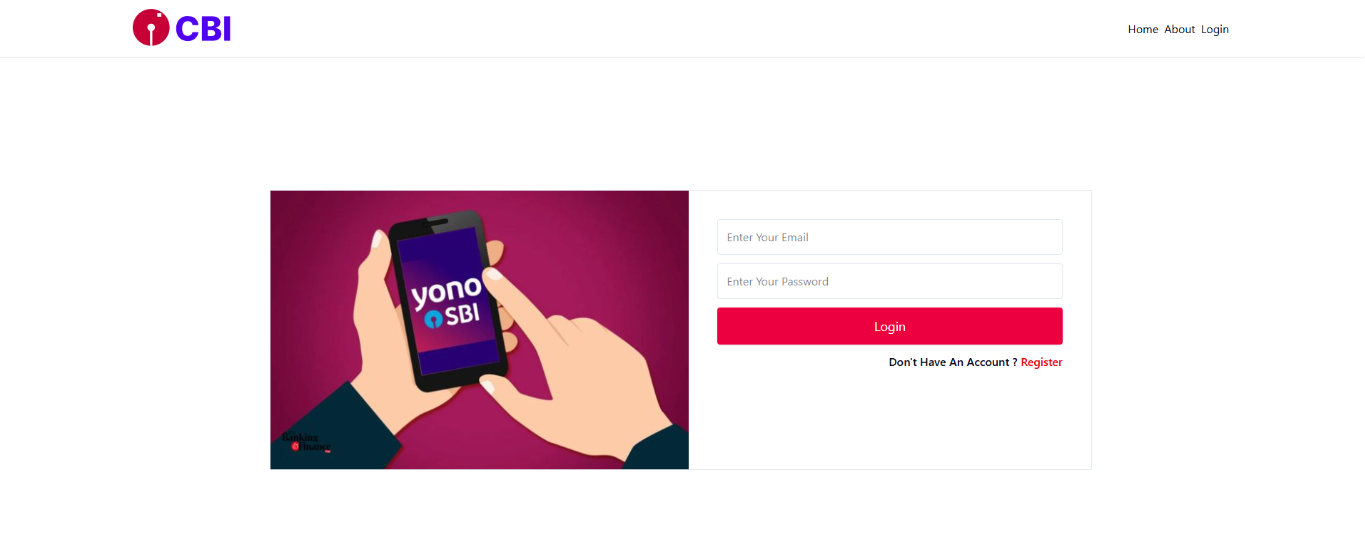 CBI
Home About Login
yono
SBI
Banking
Finance
Enter Your Email
Enter Your Password
Login
Don't Have An Account ? Register